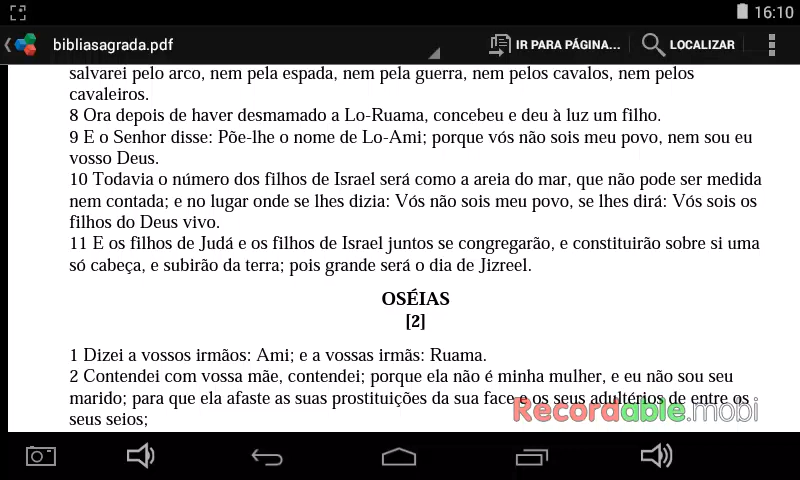 16:10
bibliasagrada.pdf
IR PARA PÁGINA...
LOCALIZAR
salvarei pelo arco, nem pela espada, nem pela guerra, nem pelos cavalos, nem pelos
cavaleiros.
8 Ora depois de haver desmamado a Lo-Ruama, concebeu e deu à luz um filho.
9 E o Senhor disse: Põe-lhe o nome de Lo-Ami; porque vós não sois meu povo, nem sou eu
vosso Deus.
10 Todavia o número dos filhos de Israel será como a areia do mar, que não pode ser medida
nem contada; e no lugar onde se lhes dizia: Vós não sois meu povo, se lhes dirá: Vós sois os
filhos do Deus vivo.
11 E os filhos de Judá e os filhos de Israel juntos se congregarão, e constituirão sobre si uma
só cabeça, e subirão da terra; pois grande será o dia de Jizreel.
OSÉIAS
[2]
1 Dizei a vossos irmãos: Ami; e a vossas irmãs: Ruama.
2 Contendei com vossa mãe, contendei; porque ela não é minha mulher, e eu não sou seu
marido; para que ela afaste as suas prostituições da sua face e os seus adultérios de entre os
seus seios;
Recordable.mobi